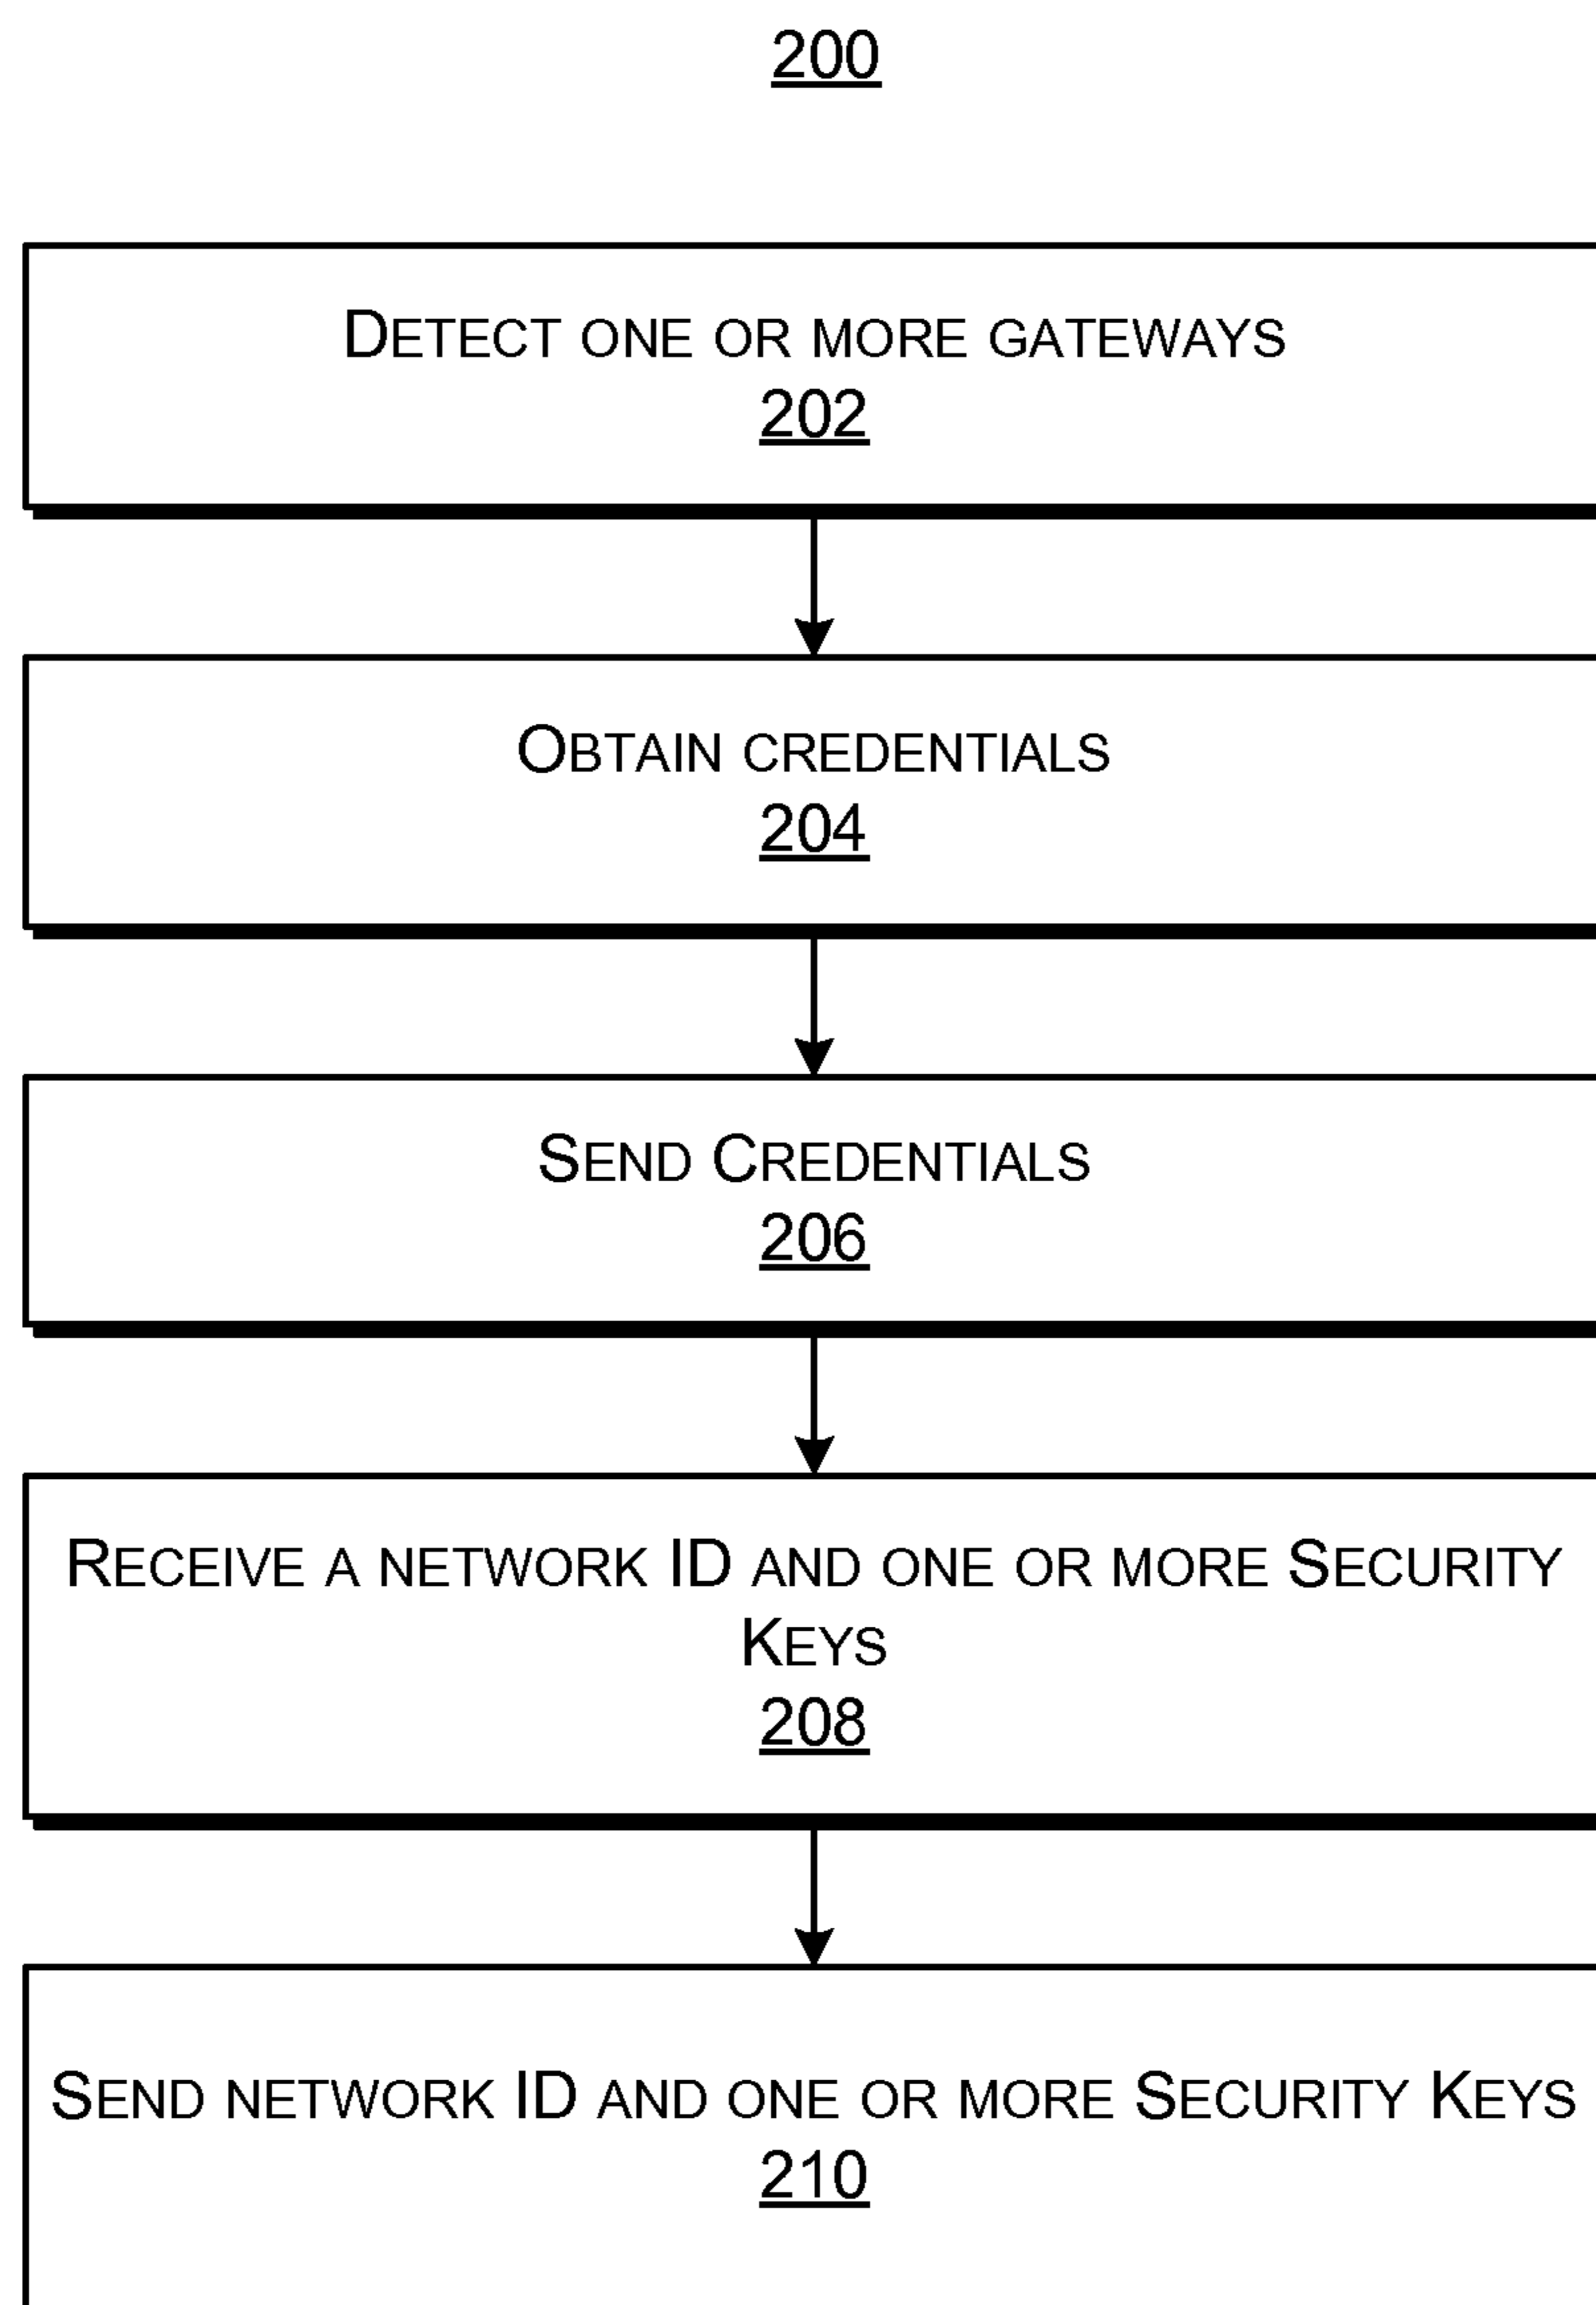 200
Detect one or more gateways
202
Obtain credentials
204
Send Credentials
206
Receive a network ID and one or more Security
Keys
208
Send network ID and one or more Security Keys
210